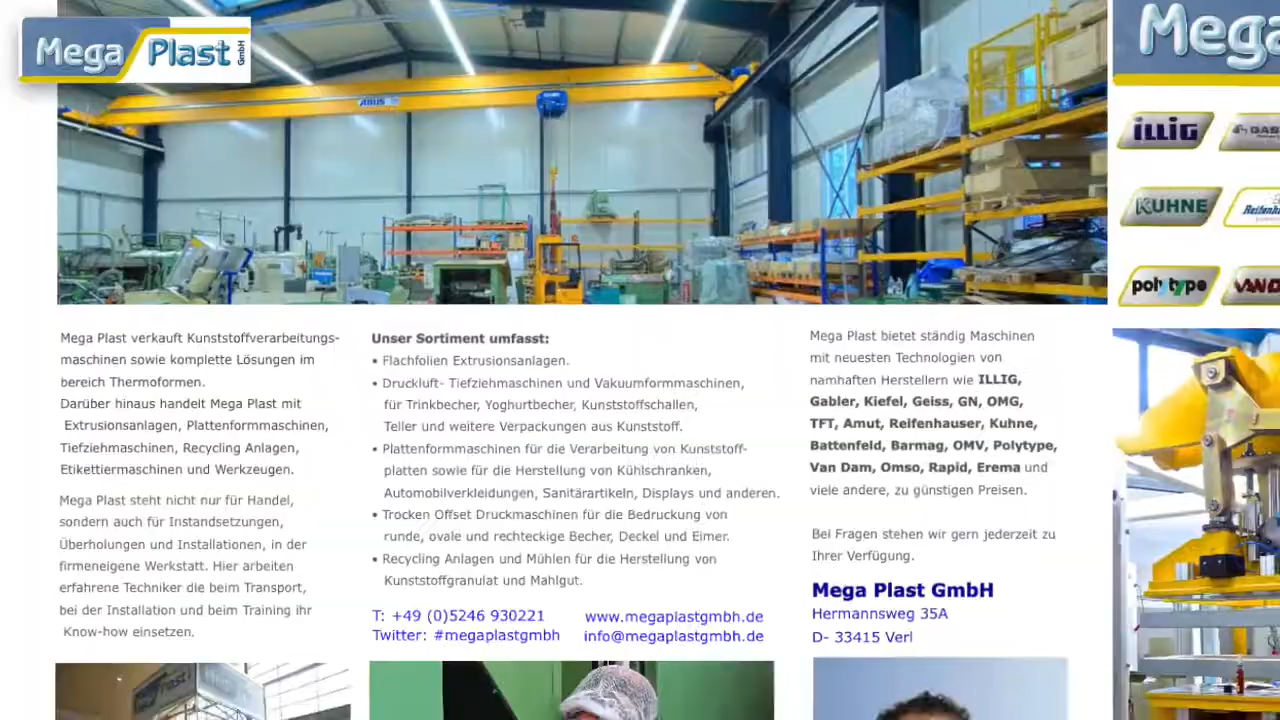 Mega Plast GmbH
Mega
ABUS
ILLIG
KUHNE
polytype
Mega Plast verkauft Kunststoffverarbeitungs-
maschinen sowie komplette Lösungen im
bereich Thermoformen.
Darüber hinaus handelt Mega Plast mit
Extrusionsanlagen, Plattenformmaschinen,
Tiefziehmaschinen, Recycling Anlagen,
Etikettiermaschinen und Werkzeugen.
Mega Plast steht nicht nur für Handel,
sondern auch für Instandsetzungen,
Überholungen und Installationen, in der
firmeneigene Werkstatt. Hier arbeiten
erfahrene Techniker die beim Transport,
bei der Installation und beim Training ihr
Know-how einsetzen.
Unser Sortiment umfasst:
• Flachfolien Extrusionsanlagen.
• Druckluft- Tiefziehmaschinen und Vakuumformmaschinen,
für Trinkbecher, Yoghurtbecher, Kunststoffschallen,
Teller und weitere Verpackungen aus Kunststoff.
• Plattenformmaschinen für die Verarbeitung von Kunststoff-
platten sowie für die Herstellung von Kühlschranken,
Automobilverkleidungen, Sanitärartikeln, Displays und anderen.
• Trocken Offset Druckmaschinen für die Bedruckung von
runde, ovale und rechteckige Becher, Deckel und Eimer.
• Recycling Anlagen und Mühlen für die Herstellung von
Kunststoffgranulat und Mahlgut.
T: +49 (0)5246 930221
www.megaplastgmbh.de
Twitter: #megaplastgmbh
info@megaplastgmbh.de
Mega Plast bietet ständig Maschinen
mit neuesten Technologien von
namhaften Herstellern wie ILLIG,
Gabler, Kiefel, Geiss, GN, OMG,
TFT, Amut, Reifenhauser, Kuhne,
Battenfeld, Barmag, OMV, Polytype,
Van Dam, Omso, Rapid, Erema und
viele andere, zu günstigen Preisen.
Bei Fragen stehen wir gern jederzeit zu
Ihrer Verfügung.
Mega Plast GmbH
Hermannsweg 35A
D- 33415 Verl